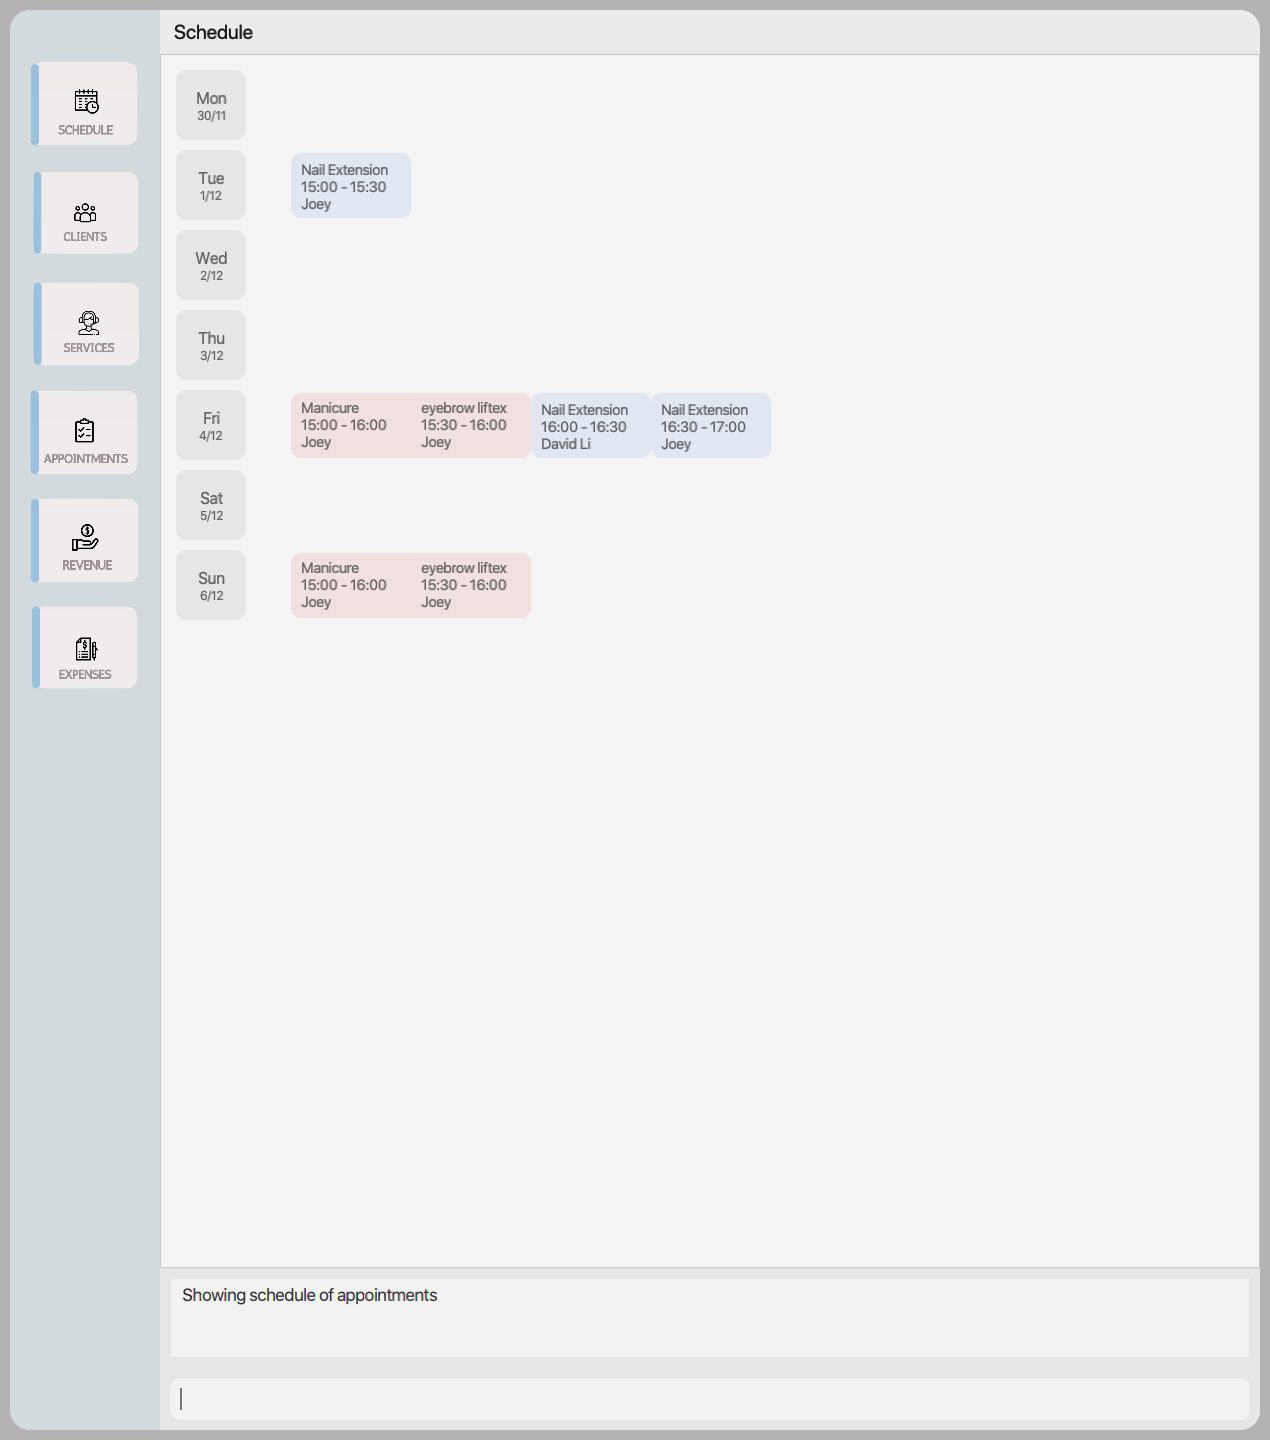 Schedule
SCHEDULE
CLIENTS
SERVICES
APPOINTMENTS
REVENUE
EXPENSES
Mon
30/11
Tue
1/12
Nail Extension
15:00 - 15:30
Joey
Wed
2/12
Thu
3/12
Fri
4/12
Manicure
15:00 - 16:00
Joey
eyebrow liftex
15:30 - 16:00
Joey
Nail Extension
16:00 - 16:30
David Li
Nail Extension
16:30 - 17:00
Joey
Sat
5/12
Sun
6/12
Manicure
15:00 - 16:00
Joey
eyebrow liftex
15:30 - 16:00
Joey
Showing schedule of appointments